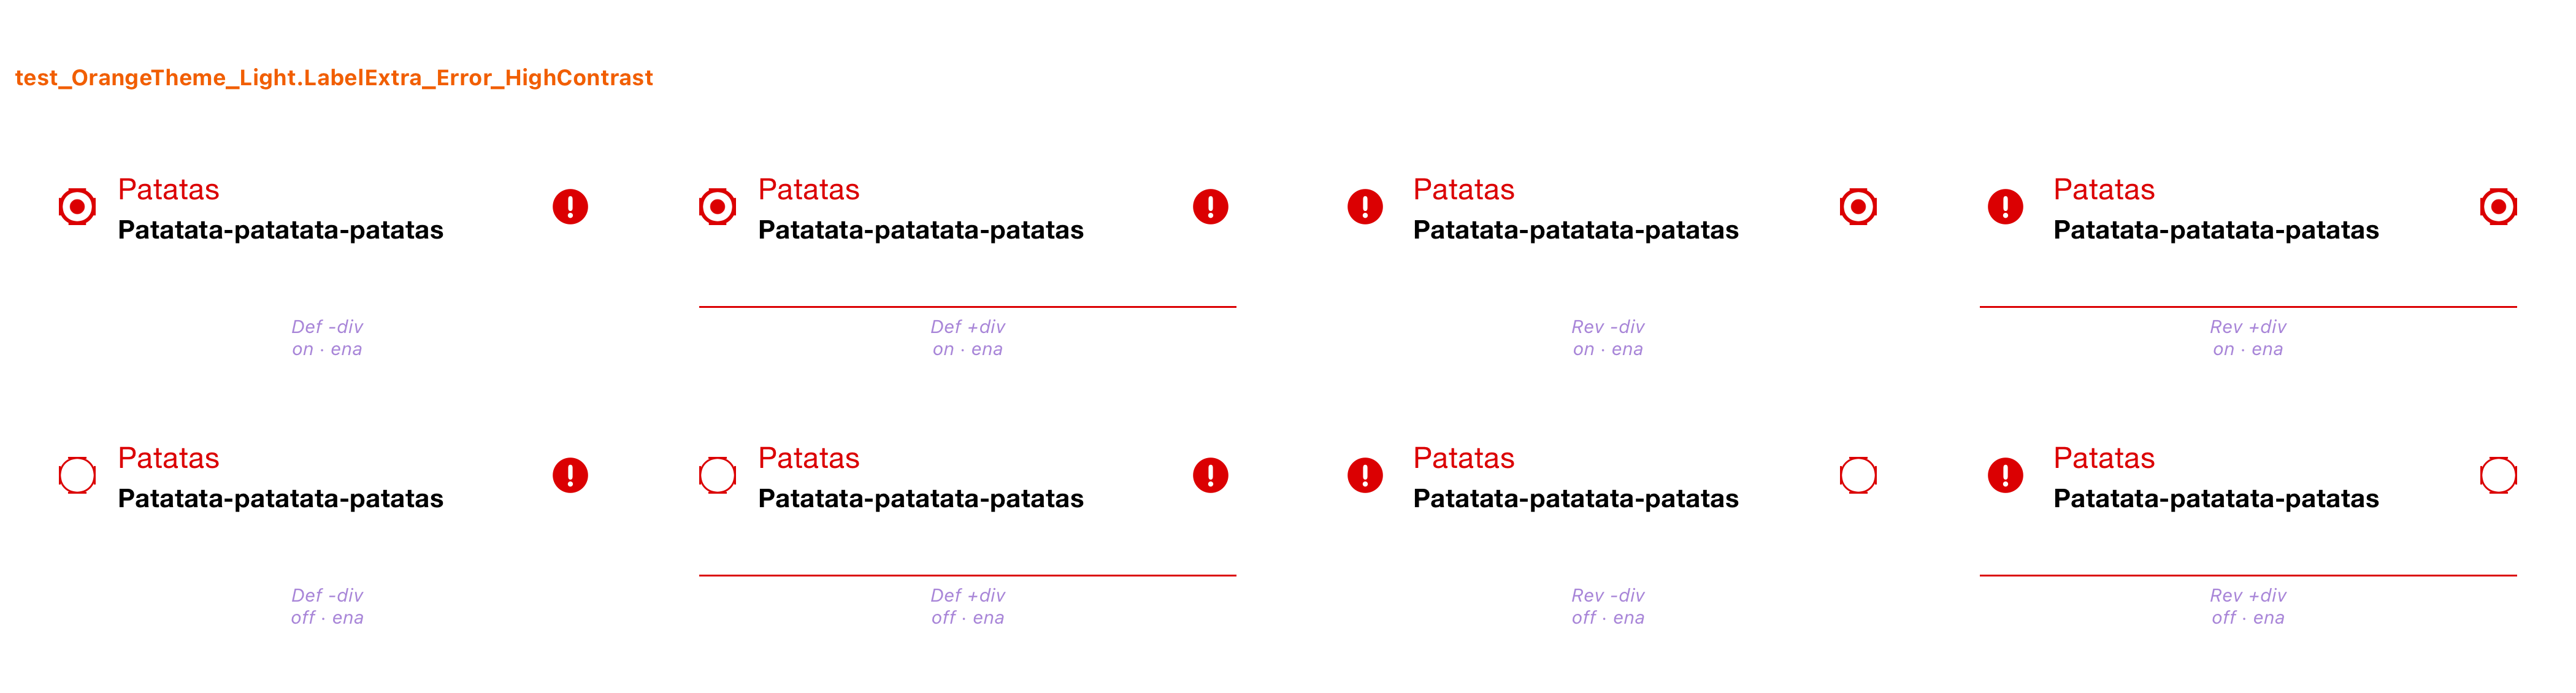 test_OrangeTheme_Light.LabelExtra_Error_HighContrast
Patatas
Patatata-patatata-patatas
Def -div
on · ena
Patatas
Patatata-patatata-patatas
Def +div
on · ena
Patatas
Patatata-patatata-patatas
Rev -div
on · ena
Patatas
Patatata-patatata-patatas
Rev +div
on · ena
Patatas
Patatata-patatata-patatas
Def -div
off · ena
Patatas
Patatata-patatata-patatas
Def +div
off · ena
Patatas
Patatata-patatata-patatas
Rev -div
off · ena
Patatas
Patatata-patatata-patatas
Rev +div
off · ena